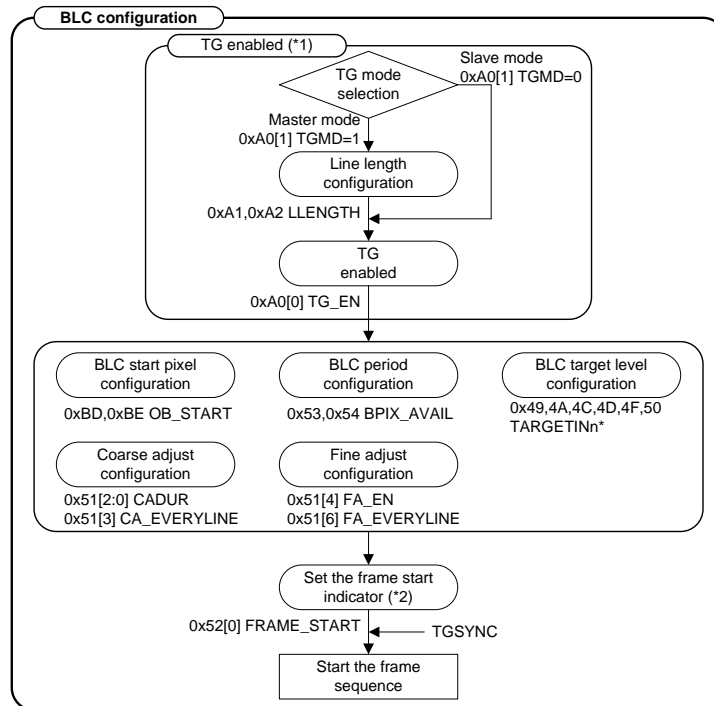 BLC configuration
TG enabled (*1)
TG mode
selection
Slave mode
0xA0[1] TGMD=0
Master mode
0xA0[1] TGMD=1
Line length
configuration
0xA1,0xA2 LLENGTH
TG
enabled
0xA0[0] TG_EN
BLC start pixel
configuration
0xBD,0xBE OB_START
BLC period
configuration
0x53,0x54 BPIX_AVAIL
BLC target level
configuration
0x49,4A,4C,4D,4F,50
TARGETINn*
Coarse adjust
configuration
0x51[2:0] CADUR
0x51[3] CA_EVERYLINE
Fine adjust
configuration
0x51[4] FA_EN
0x51[6] FA_EVERYLINE
Set the frame start
indicator (*2)
0x52[0] FRAME_START
TGSYNC
Start the frame
sequence